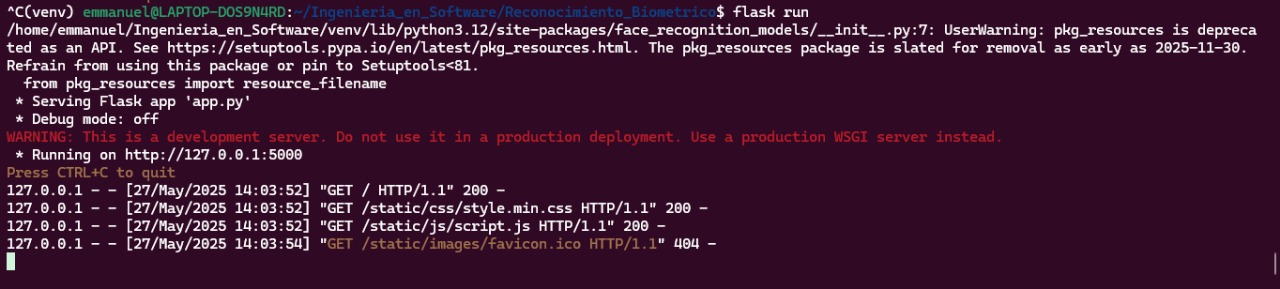 ^C(venv) emmanuel@LAPTOP-DOS9N4RD:~/Ingenieria_en_Software/Reconocimiento_Biometrico$ flask run
/home/emmanuel/Ingenieria_en_Software/venv/lib/python3.12/site-packages/face_recognition_models/__init__.py:7: UserWarning: pkg_resources is depreca
ted as an API. See https://setuptools.pypa.io/en/latest/pkg_resources.html. The pkg_resources package is slated for removal as early as 2025-11-30.
Refrain from using this package or pin to Setuptools<81.
  from pkg_resources import resource_filename
 * Serving Flask app 'app.py'
 * Debug mode: off
WARNING: This is a development server. Do not use it in a production deployment. Use a production WSGI server instead.
 * Running on http://127.0.0.1:5000
Press CTRL+C to quit
127.0.0.1 - - [27/May/2025 14:03:52] "GET / HTTP/1.1" 200 -
127.0.0.1 - - [27/May/2025 14:03:52] "GET /static/css/style.min.css HTTP/1.1" 200 -
127.0.0.1 - - [27/May/2025 14:03:52] "GET /static/js/script.js HTTP/1.1" 200 -
127.0.0.1 - - [27/May/2025 14:03:54] "GET /static/images/favicon.ico HTTP/1.1" 404 -